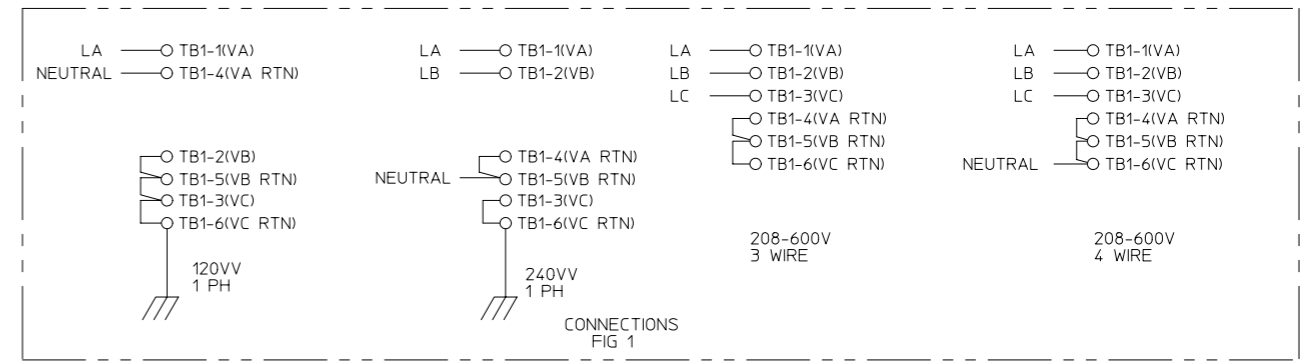 LA TB1-1(VA)
NEUTRAL TB1-4(VA RTN)
TB1-2(VB)
TB1-5(VB RTN)
TB1-3(VC)
TB1-6(VC RTN)
120VV
1 PH
LA TB1-1(VA)
LB TB1-2(VB)
TB1-4(VA RTN)
NEUTRAL TB1-5(VB RTN)
TB1-3(VC)
TB1-6(VC RTN)
240VV
1 PH
LA TB1-1(VA)
LB TB1-2(VB)
LC TB1-3(VC)
TB1-4(VA RTN)
TB1-5(VB RTN)
TB1-6(VC RTN)
208-600V
3 WIRE
LA TB1-1(VA)
LB TB1-2(VB)
LC TB1-3(VC)
TB1-4(VA RTN)
TB1-5(VB RTN)
NEUTRAL TB1-6(VC RTN)
208-600V
4 WIRE
CONNECTIONS
FIG 1